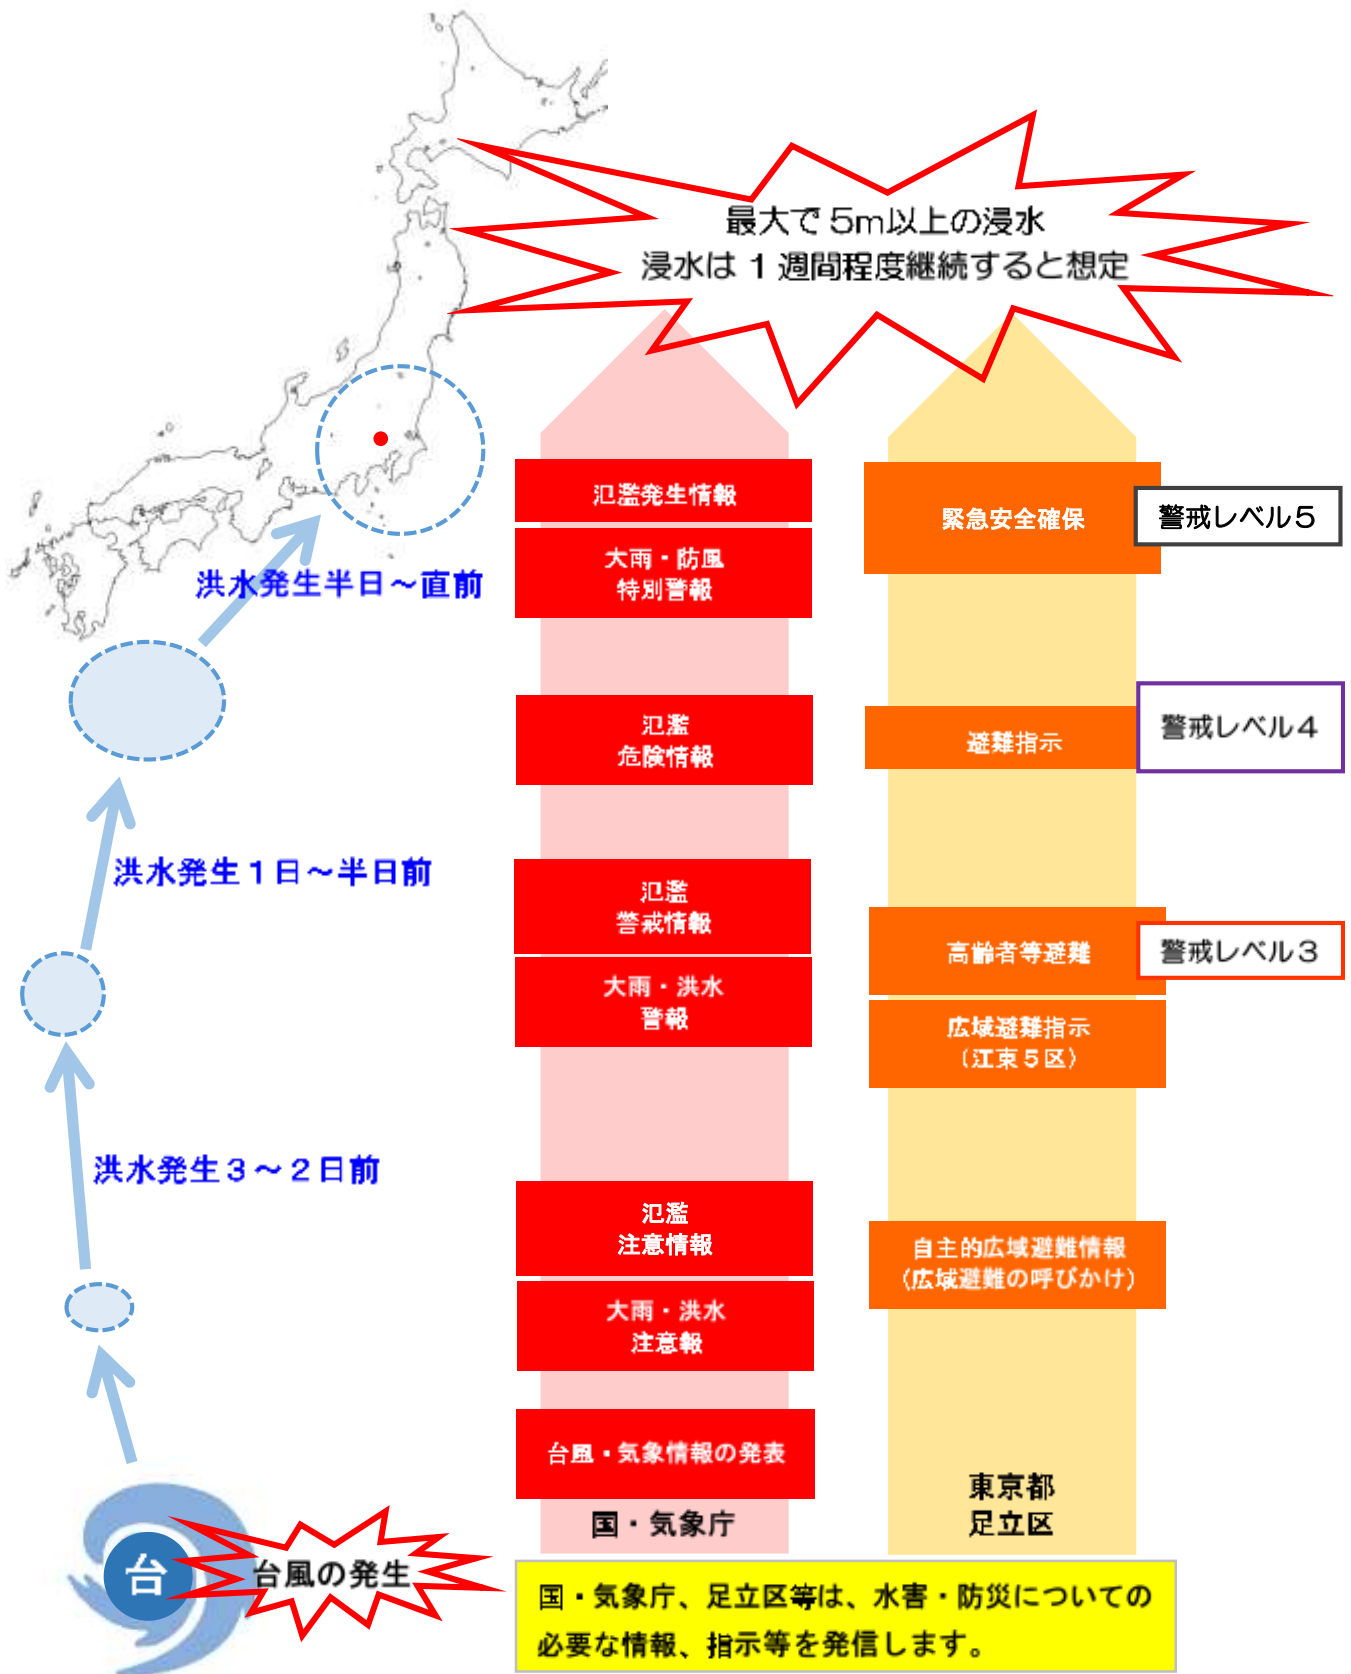 最大で5m以上の浸水
浸水は1週間程度継続すると想定
氾濫発生情報
大雨・防風
特別警報
緊急安全確保
警戒レベル5
洪水発生半日～直前
氾濫
危険情報
避難指示
警戒レベル4
洪水発生1日～半日前
氾濫
警戒情報
大雨・洪水
警報
高齢者等避難
警戒レベル3
広域避難指示
（江東5区）
洪水発生3～2日前
氾濫
注意情報
大雨・洪水
注意報
自主的広域避難情報
（広域避難の呼びかけ）
台風・気象情報の発表
国・気象庁
東京都
足立区
台
台風の発生
国・気象庁、足立区等は、水害・防災についての
必要な情報、指示等を発信します。